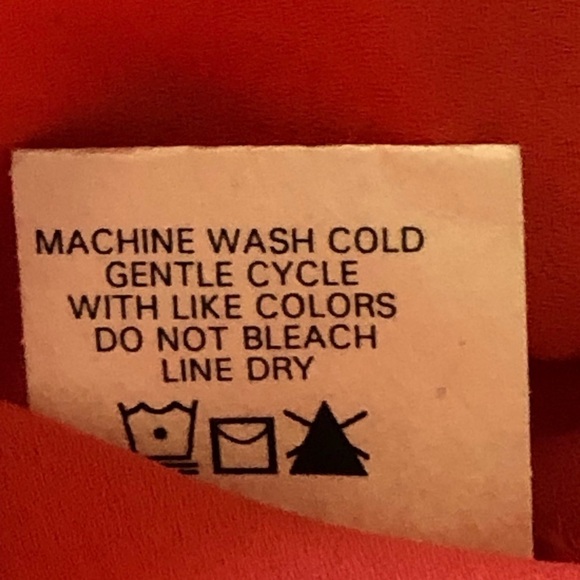 MACHINE WASH COLD
GENTLE CYCLE
WITH LIKE COLORS
DO NOT BLEACH
LINE DRY